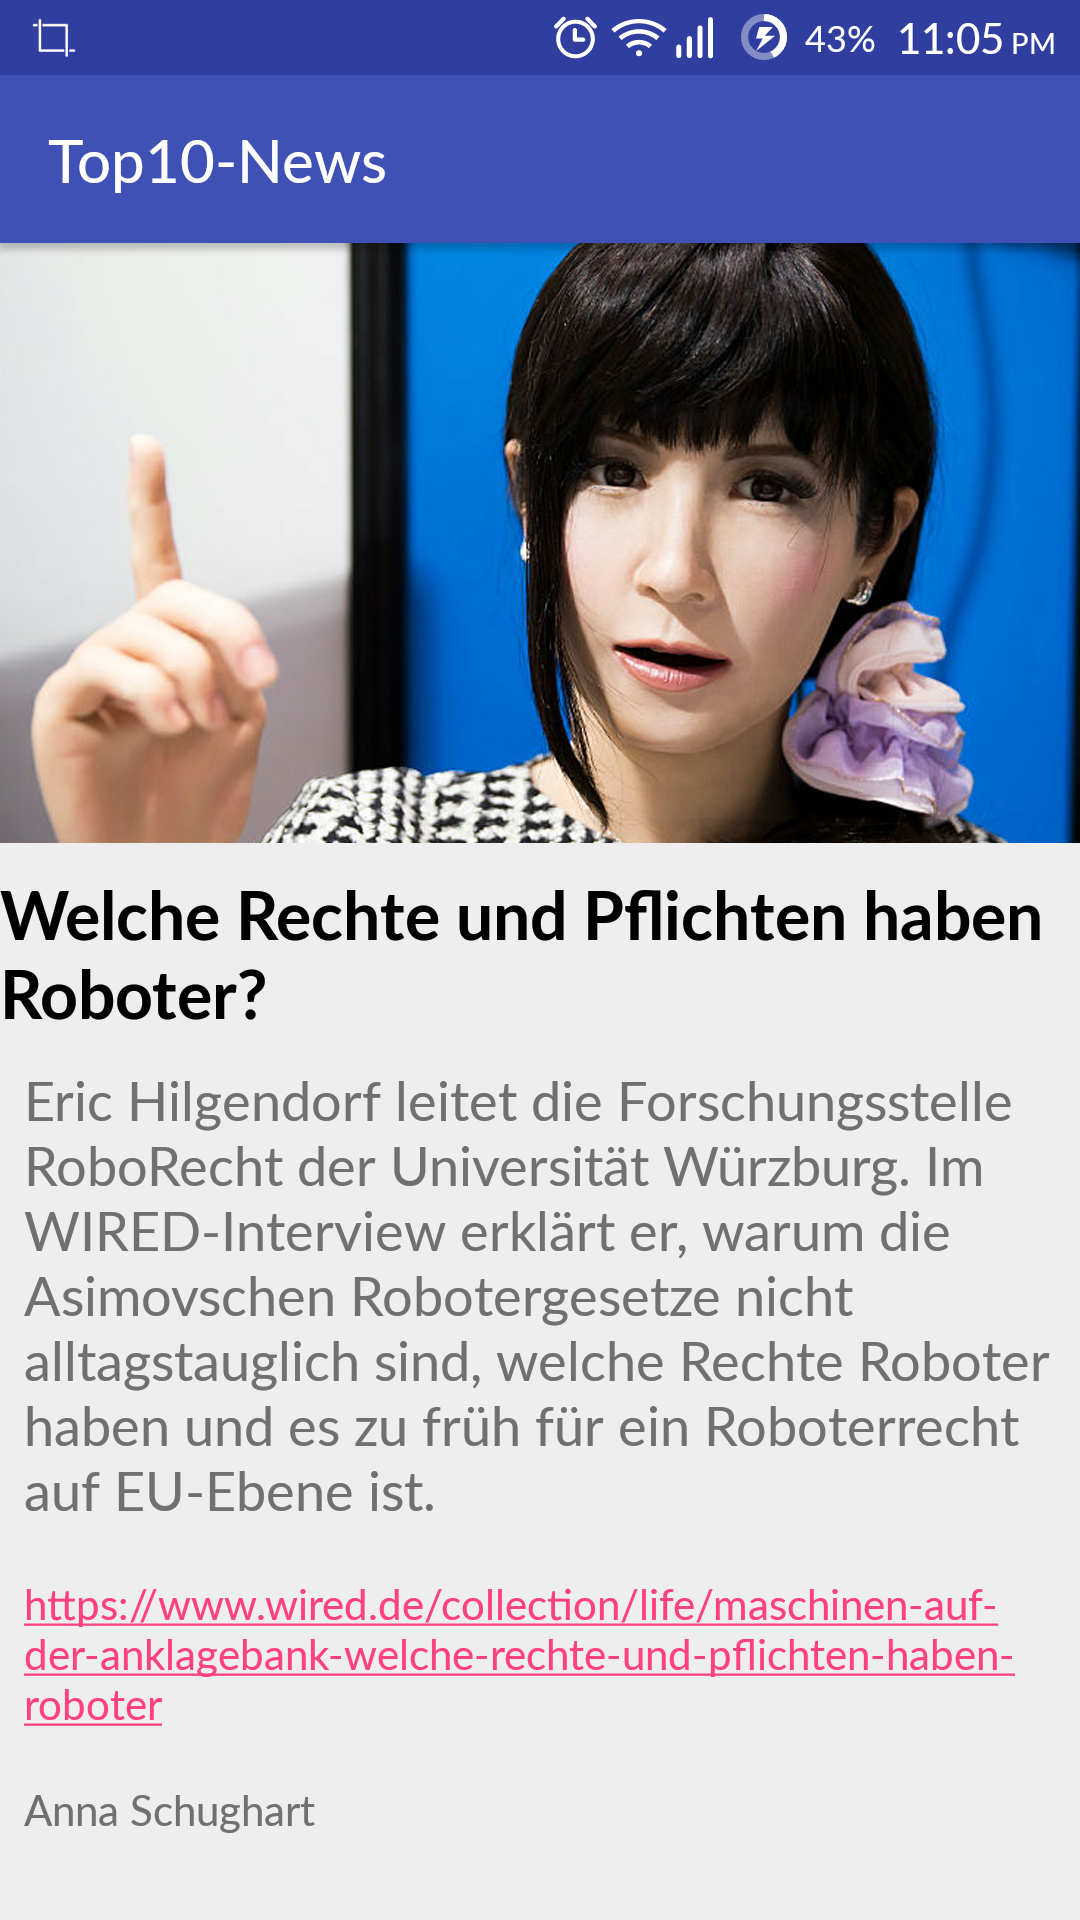 43% 11:05 PM
Top10-News
Welche Rechte und Pflichten haben
Roboter?
Eric Hilgendorf leitet die Forschungsstelle
RoboRecht der Universität Würzburg. Im
WIRED-Interview erklärt er, warum die
Asimovschen Robotergesetze nicht
alltagstauglich sind, welche Rechte Roboter
haben und es zu früh für ein Roboterrecht
auf EU-Ebene ist.
https://www.wired.de/collection/life/maschinen-auf-
der-anklagebank-welche-rechte-und-pflichten-haben-
roboter
Anna Schughart